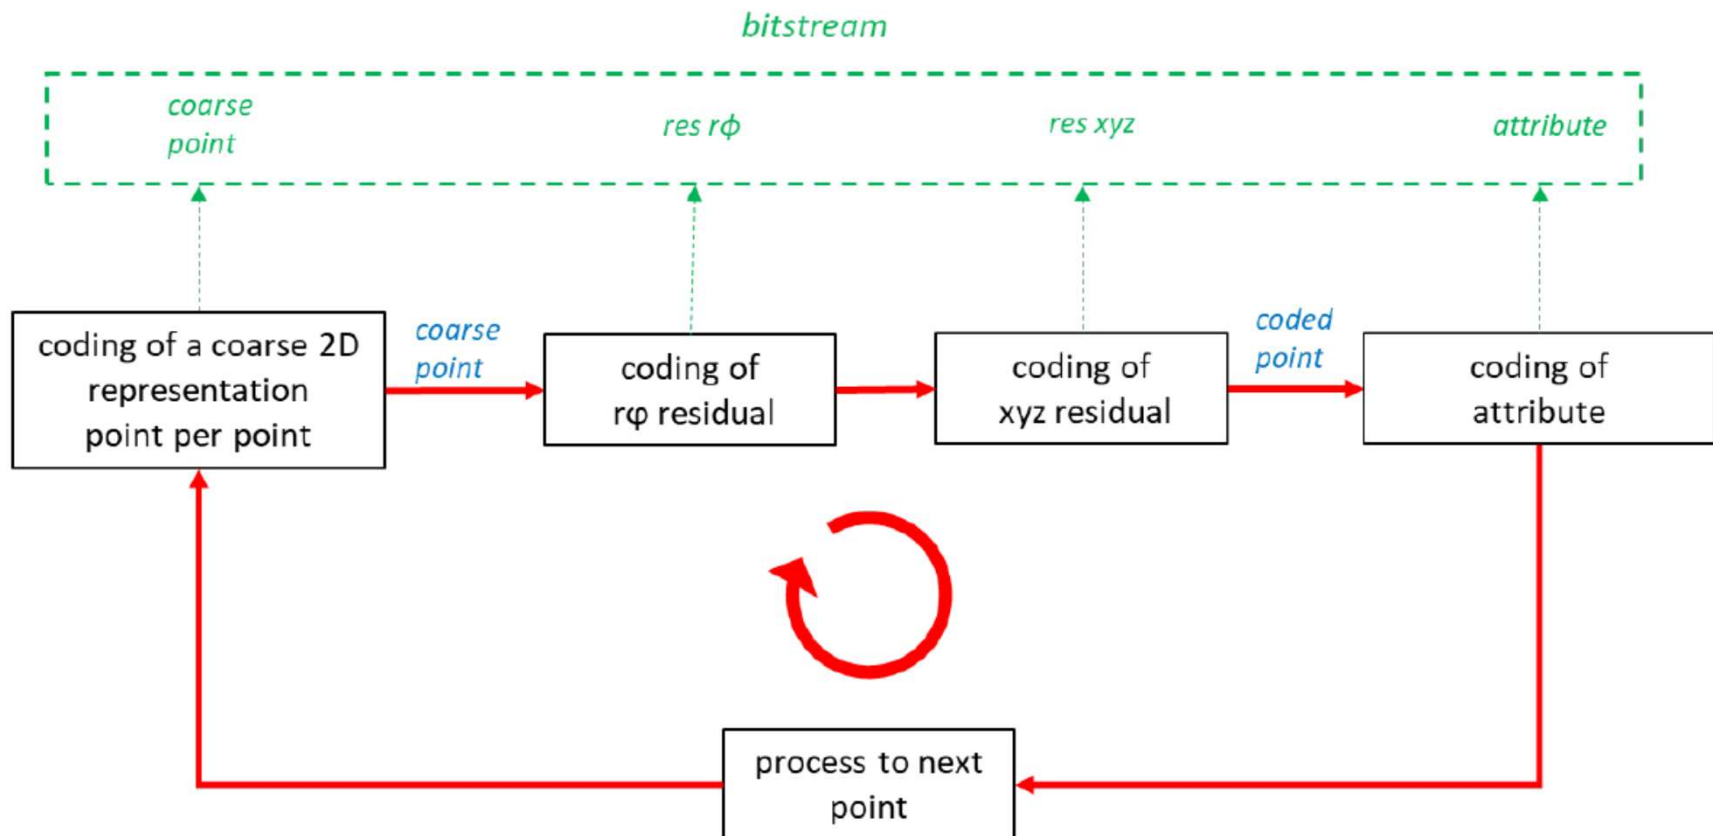 bitstream
coarse
point
res rϕ
res xyz
attribute
coding of a coarse 2D
representation
point per point
coarse
point
coding of
rφ residual
coding of
xyz residual
coded
point
coding of
attribute
process to next
point